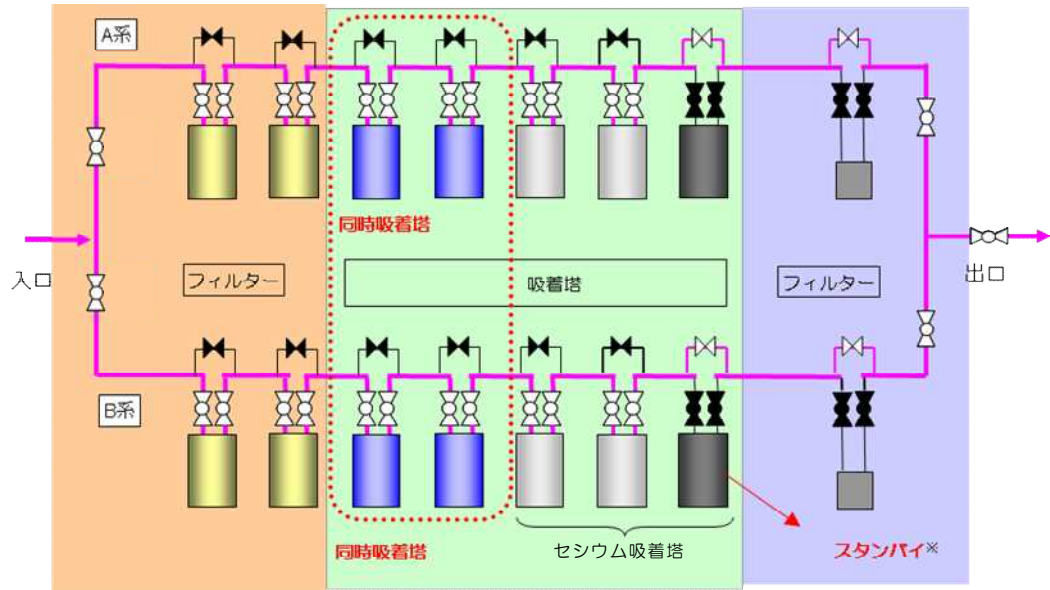 A系
同時吸着塔
入口
フィルター
吸着塔
フィルター
出口
B系
同時吸着塔
セシウム吸着塔
スタンバイ※